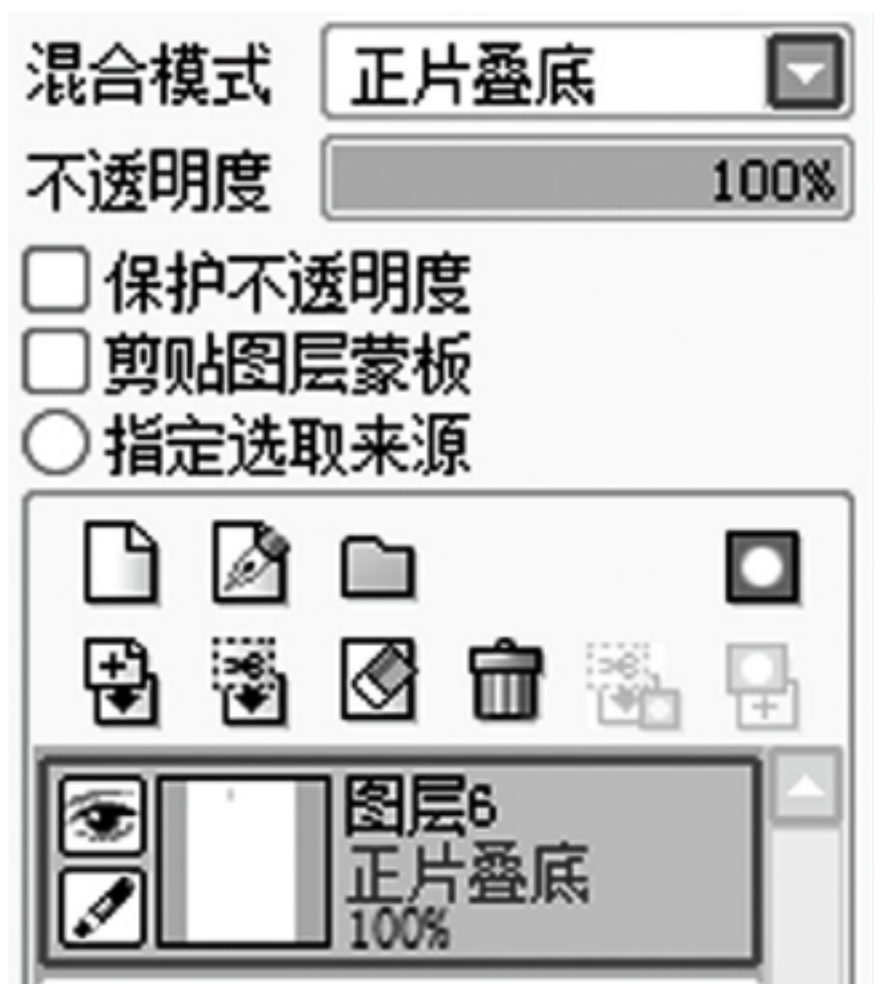 混合模式 正片叠底
不透明度 100%
保护不透明度
剪贴图层蒙板
指定选取来源
图层6
正片叠底
100%